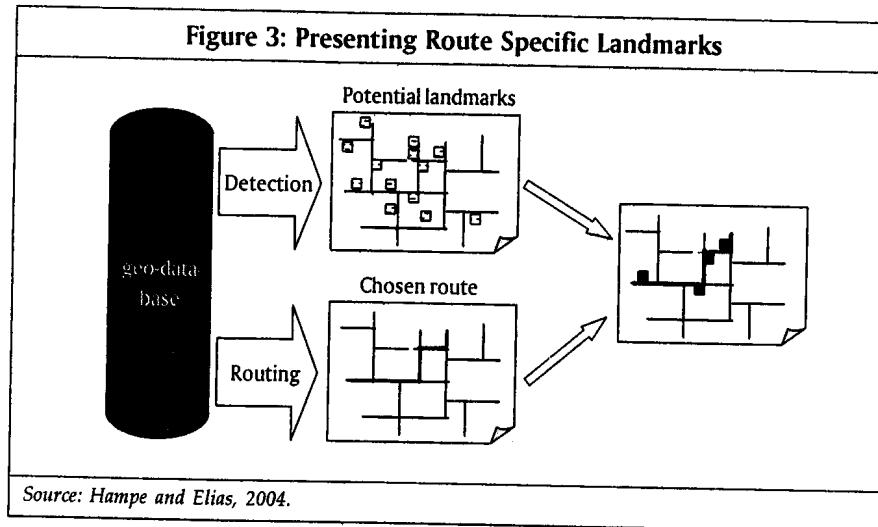 Figure 3: Presenting Route Specific Landmarks
Potential landmarks
Detection
geo-data
base
Chosen route
Routing
Source: Hampe and Elias, 2004.